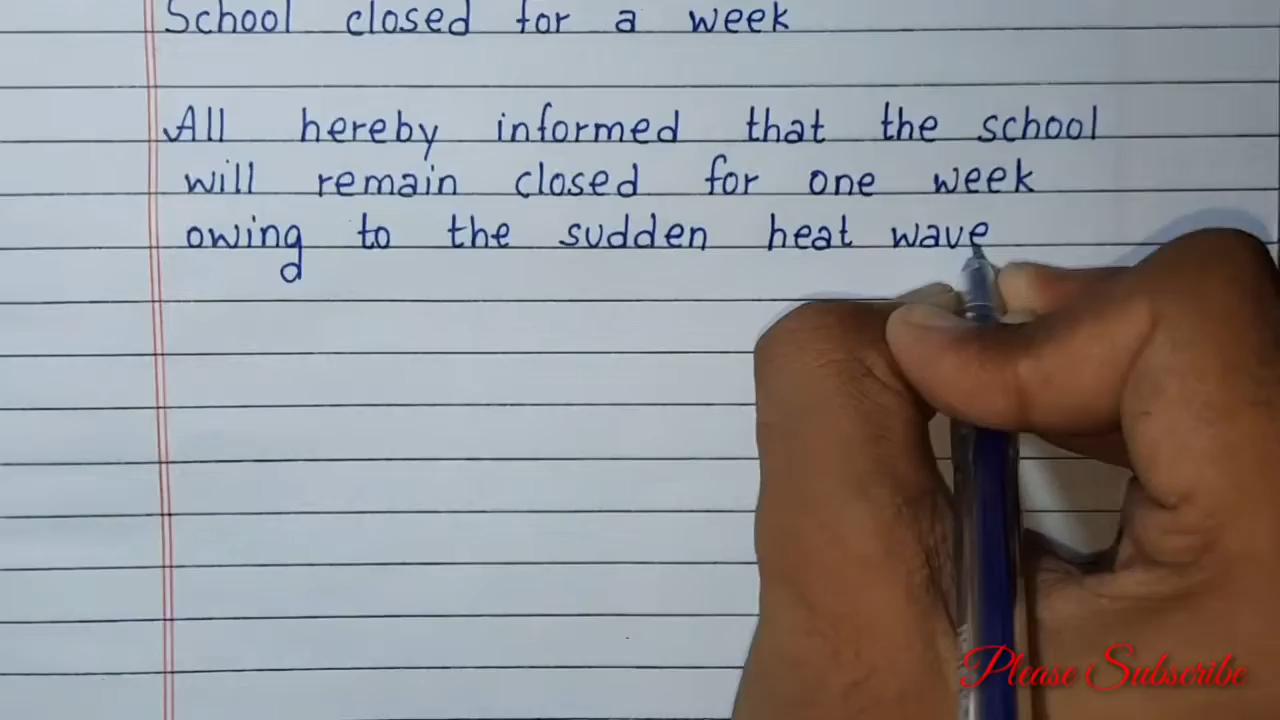 School closed for a week
All hereby informed that the school
will remain closed for one week
owing to the sudden heat wave
Please Subscribe